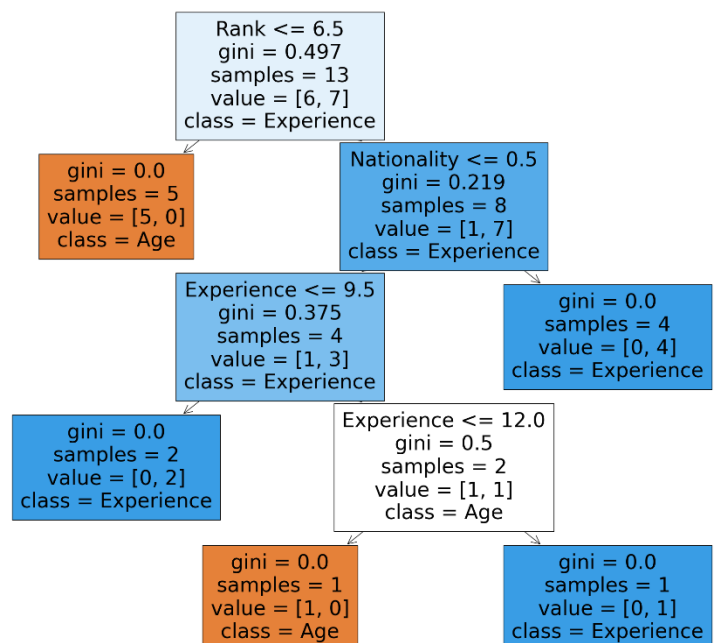 Rank <= 6.5
gini = 0.497
samples = 13
value = [6, 7]
class = Experience
gini = 0.0
samples = 5
value = [5, 0]
class = Age
Nationality <= 0.5
gini = 0.219
samples = 8
value = [1, 7]
class = Experience
Experience <= 9.5
gini = 0.375
samples = 4
value = [1, 3]
class = Experience
gini = 0.0
samples = 4
value = [0, 4]
class = Experience
gini = 0.0
samples = 2
value = [0, 2]
class = Experience
Experience <= 12.0
gini = 0.5
samples = 2
value = [1, 1]
class = Age
gini = 0.0
samples = 1
value = [1, 0]
class = Age
gini = 0.0
samples = 1
value = [0, 1]
class = Experience